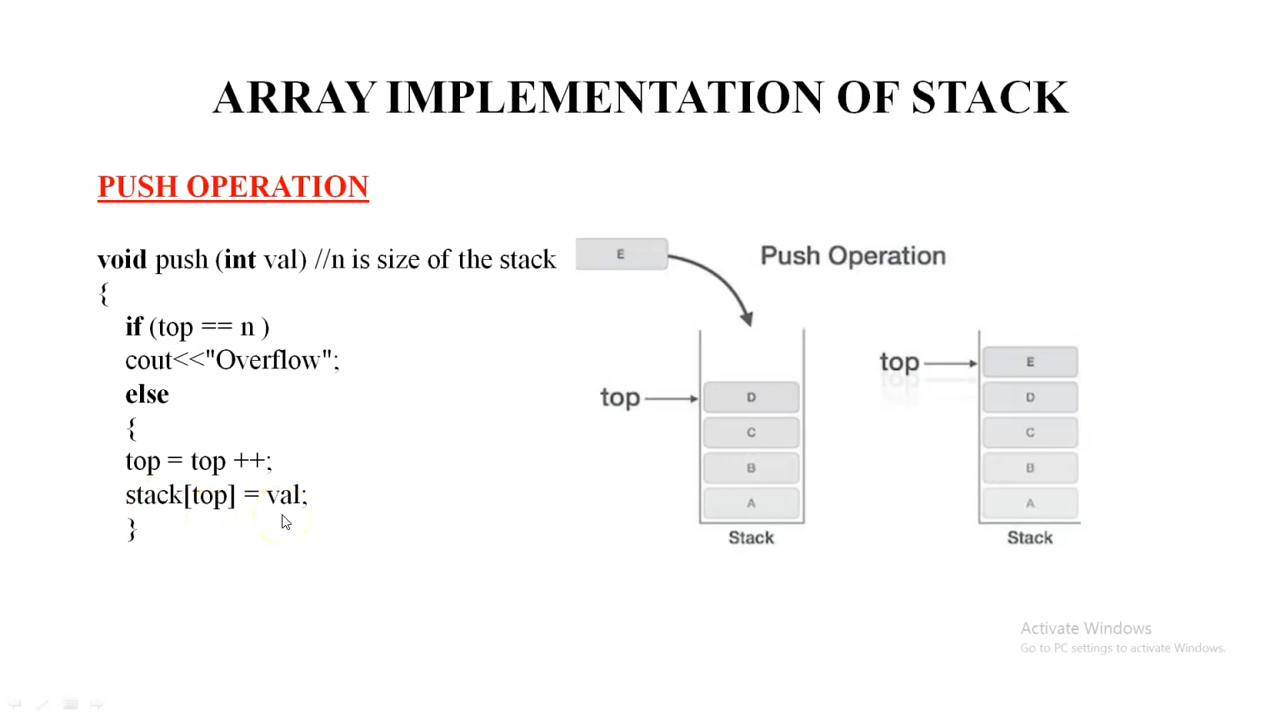 ARRAY IMPLEMENTATION OF STACK
PUSH OPERATION
void push (int val) //n is size of the stack
{
if (top == n )
cout<<"Overflow";
else
{
top = top ++;
stack[top] = val;
}
E
Push Operation
top
D
C
B
A
Stack
top
E
D
C
B
A
Stack
Activate Windows
Go to PC settings to activate Windows.